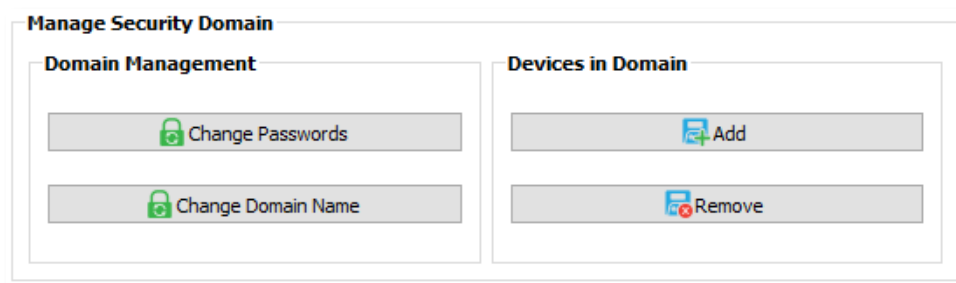 Manage Security Domain
Domain Management
Change Passwords
Change Domain Name
Devices in Domain
Add
Remove